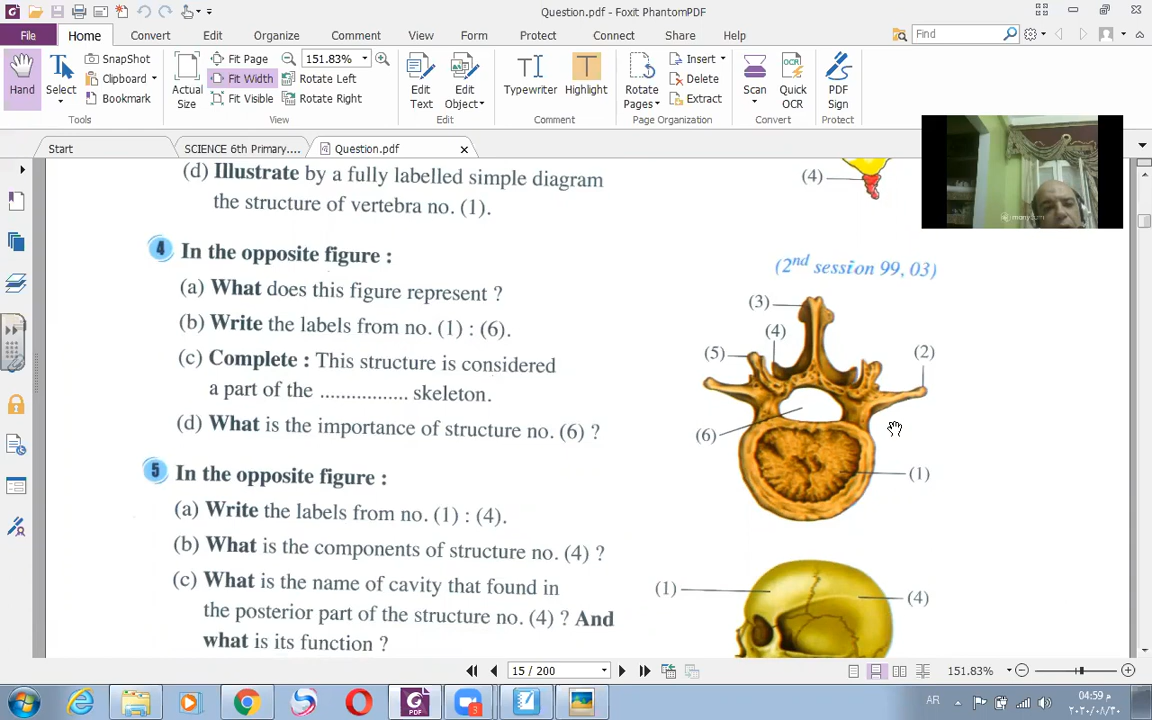 Question.pdf - Foxit PhantomPDF
File Home Convert Edit Organize Comment View Form Protect Connect Share Help Find
Hand Select SnapShot Clipboard Bookmark
Actual Size Fit Page Fit Width Fit Visible 151.83% Rotate Left Rotate Right
Edit Text Edit Object Typewriter Highlight Rotate Pages Insert Delete Extract Scan Quick OCR PDF Sign
Tools View Edit Comment Page Organization Convert Protect
Start SCIENCE 6th Primary.... Question.pdf
(d) Illustrate by a fully labelled simple diagram
the structure of vertebra no. (1).
(4)
4 In the opposite figure :
(2nd session 99, 03)
(a) What does this figure represent ?
(b) Write the labels from no. (1) : (6).
(c) Complete : This structure is considered
a part of the ................. skeleton.
(d) What is the importance of structure no. (6) ?
(3)
(4)
(5)
(2)
(6)
(1)
5 In the opposite figure :
(a) Write the labels from no. (1) : (4).
(b) What is the components of structure no. (4) ?
(c) What is the name of cavity that found in
the posterior part of the structure no. (4) ? And
what is its function ?
(1)
(4)
15 / 200
151.83%
AR
04:59 م
٢٠٢٠/٠٨/٣٠